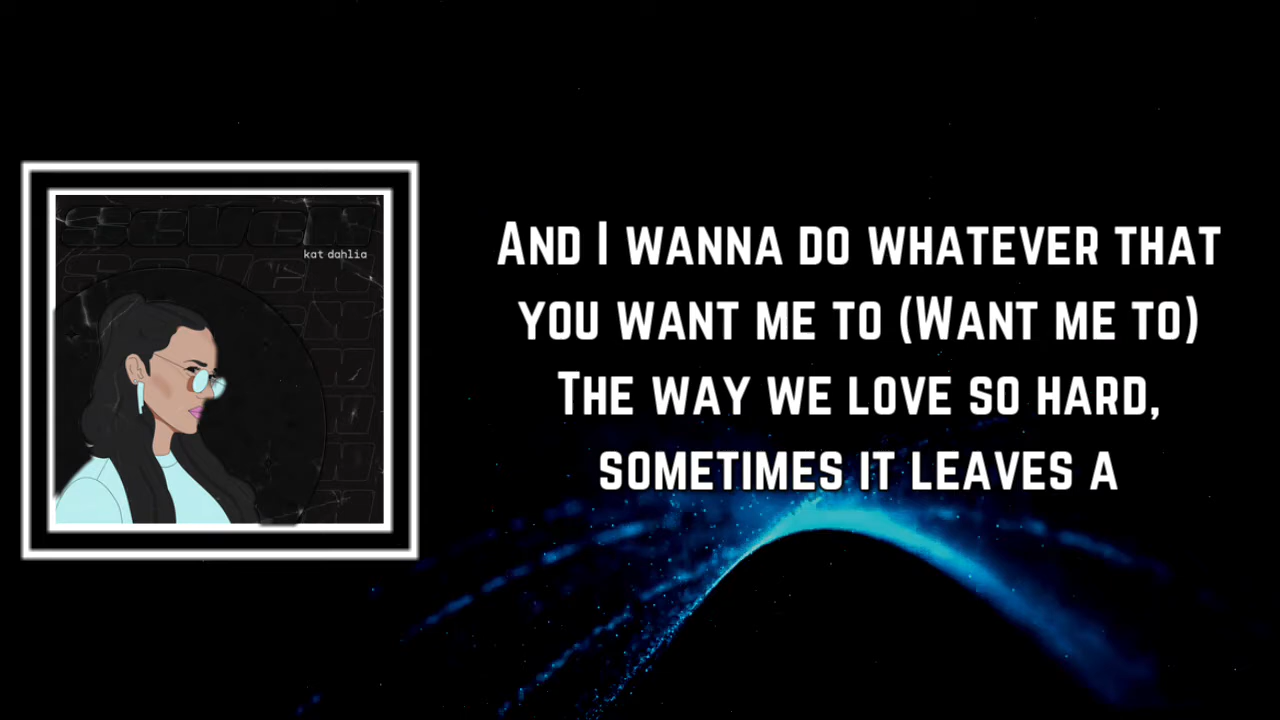 seven
kat dahlia
And I wanna do whatever that
you want me to (Want me to)
The way we love so hard,
sometimes it leaves a